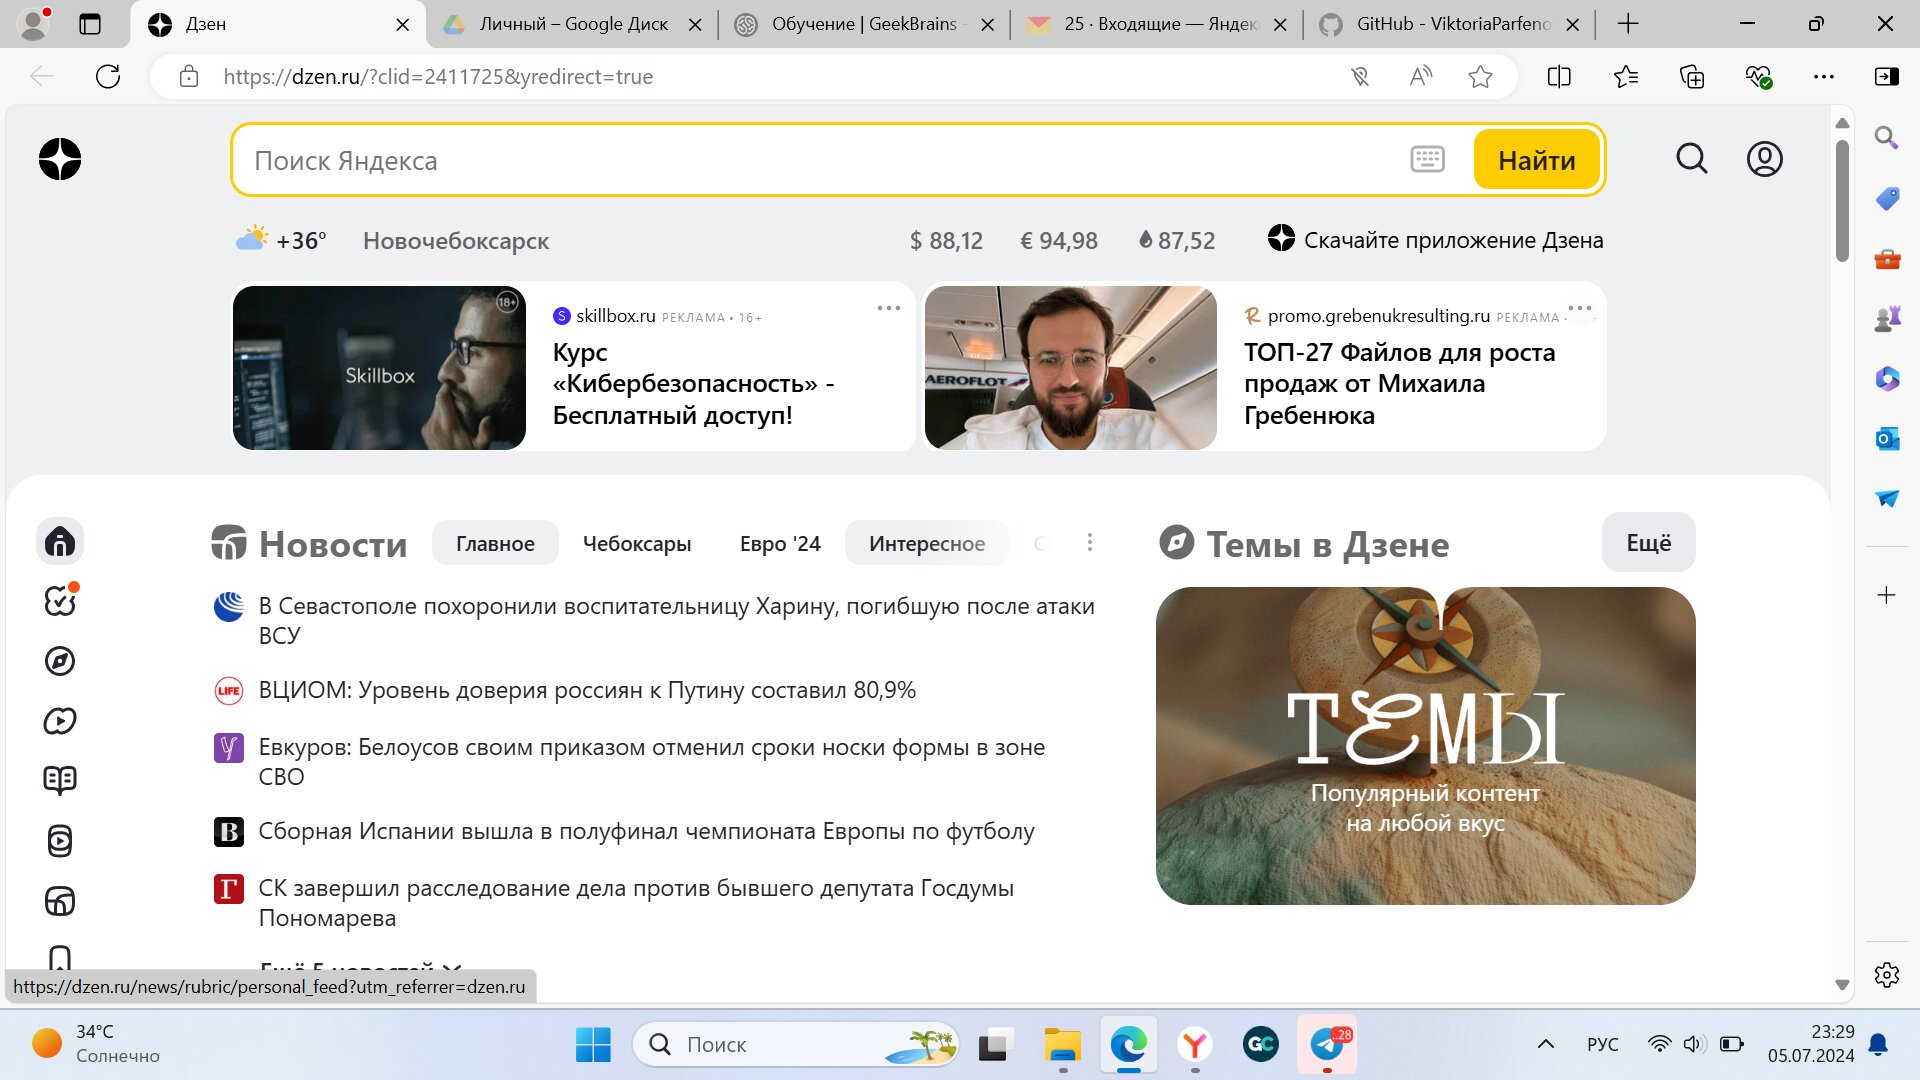 Дзен
Личный – Google Диск
Обучение | GeekBrains -
25 · Входящие — Яндек
GitHub - ViktoriaParfeno
https://dzen.ru/?clid=2411725&yredirect=true
Поиск Яндекса
Найти
+36°
Новочебоксарск
$ 88,12
€ 94,98
87,52
Скачайте приложение Дзена
18+
Skillbox
skillbox.ru РЕКЛАМА • 16+
Курс
«Кибербезопасность» -
Бесплатный доступ!
AEROFLOT
promo.grebenukresulting.ru РЕКЛАМА
ТОП-27 Файлов для роста
продаж от Михаила
Гребенюка
Новости
Главное
Чебоксары
Евро '24
Интересное
В Севастополе похоронили воспитательницу Харину, погибшую после атаки
ВСУ
LIFE
ВЦИОМ: Уровень доверия россиян к Путину составил 80,9%
Евкуров: Белоусов своим приказом отменил сроки носки формы в зоне
СВО
В
Сборная Испании вышла в полуфинал чемпионата Европы по футболу
Г
СК завершил расследование дела против бывшего депутата Госдумы
Пономарева
Ещё 5 новостей
Темы в Дзене
Ещё
ТЕМЫ
Популярный контент
на любой вкус
https://dzen.ru/news/rubric/personal_feed?utm_referrer=dzen.ru
34°C
Солнечно
Поиск
GC
..28
РУС
23:29
05.07.2024